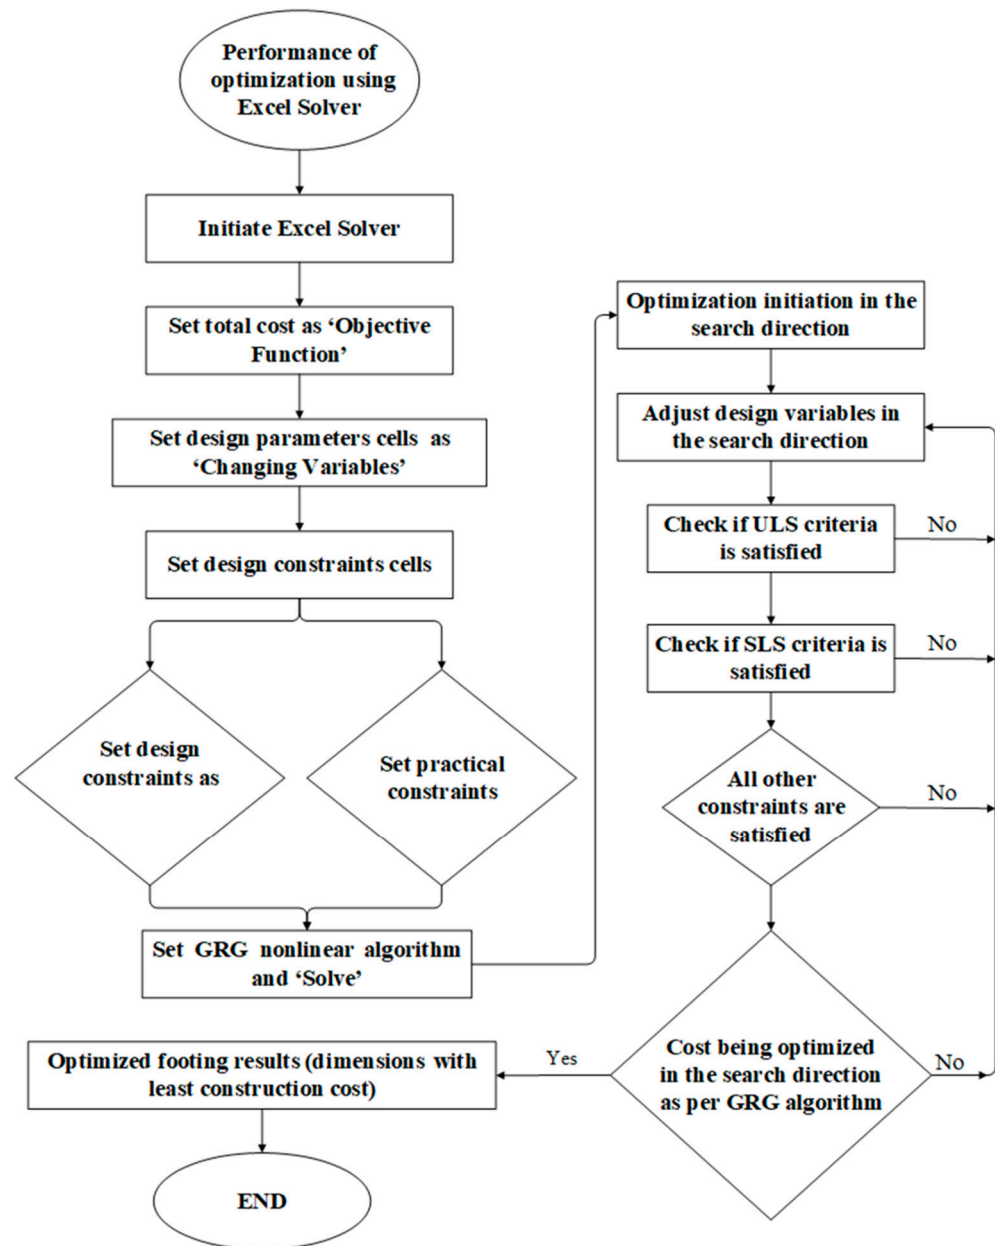 Performance of
optimization using
Excel Solver
Initiate Excel Solver
Set total cost as ‘Objective
Function’
Set design parameters cells as
‘Changing Variables’
Set design constraints cells
Set design
constraints as
Set practical
constraints
Set GRG nonlinear algorithm
and ‘Solve’
Optimization initiation in the
search direction
Adjust design variables in
the search direction
Check if ULS criteria
is satisfied
No
Check if SLS criteria is
satisfied
No
All other
constraints are
satisfied
No
Cost being optimized
in the search direction
as per GRG algorithm
No
Yes
Optimized footing results (dimensions with
least construction cost)
END